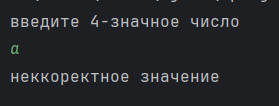 введите 4-значное число
а
неккоректное значение